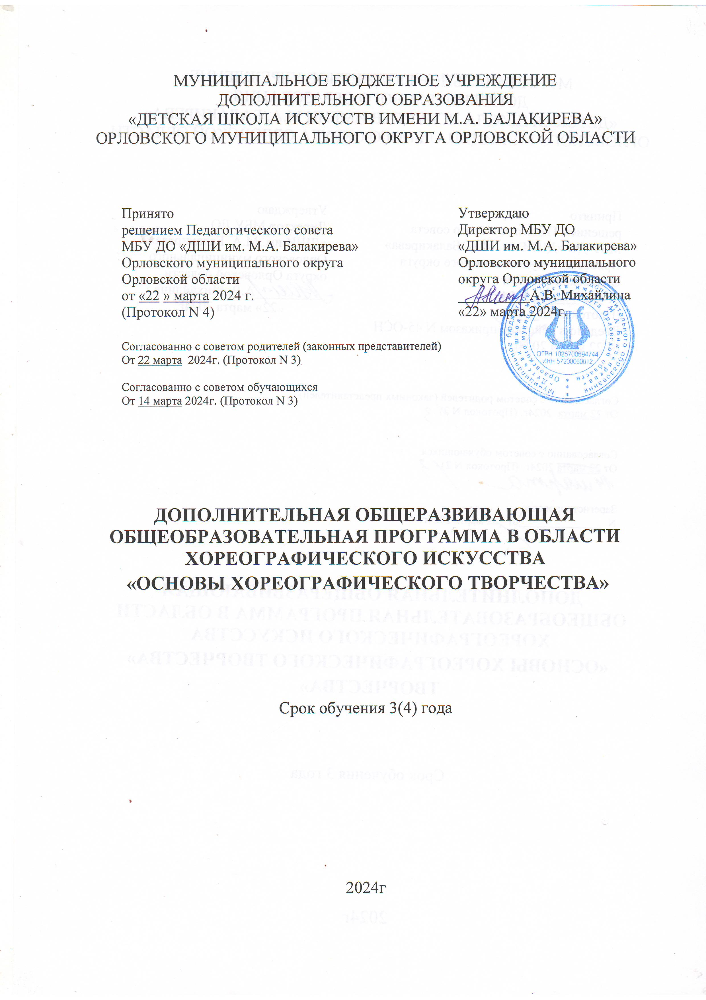 МУНИЦИПАЛЬНОЕ БЮДЖЕТНОЕ УЧРЕЖДЕНИЕ
ДОПОЛНИТЕЛЬНОГО ОБРАЗОВАНИЯ
«ДЕТСКАЯ ШКОЛА ИСКУССТВ ИМЕНИ М.А. БАЛАКИРЕВА»
ОРЛОВСКОГО МУНИЦИПАЛЬНОГО ОКРУГА ОРЛОВСКОЙ ОБЛАСТИ
Принято
решением Педагогического совета
МБУ ДО «ДШИ им. М.А. Балакирева»
Орловского муниципального округа
Орловской области
от «22 » марта 2024 г.
(Протокол N 4)
Утверждаю
Директор МБУ ДО
«ДШИ им. М.А. Балакирева»
Орловского муниципального
округа Орловской области
А.В. Михайлина
«22» марта 2024г.
ОГРН 1025700694744
ИНН 57200060012
Согласованно с советом родителей (законных представителей)
От 22 марта 2024г. (Протокол N 3)
Согласованно с советом обучающихся
От 14 марта 2024г. (Протокол N 3)
ДОПОЛНИТЕЛЬНАЯ ОБЩЕРАЗВИВАЮЩАЯ
ОБЩЕОБРАЗОВАТЕЛЬНАЯ ПРОГРАММА В ОБЛАСТИ
ХОРЕОГРАФИЧЕСКОГО ИСКУССТВА
«ОСНОВЫ ХОРЕОГРАФИЧЕСКОГО ТВОРЧЕСТВА»
Срок обучения 3(4) года
2024г